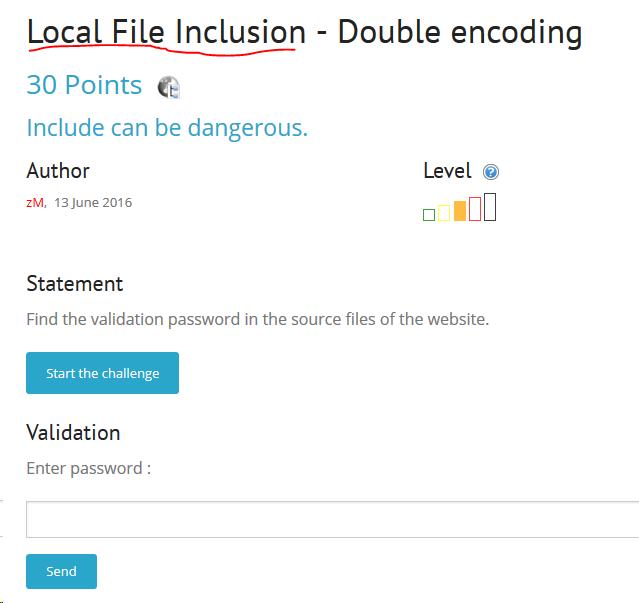 Local File Inclusion - Double encoding
30 Points
Include can be dangerous.
Author
Level
zM, 13 June 2016
Statement
Find the validation password in the source files of the website.
Start the challenge
Validation
Enter password :
Send